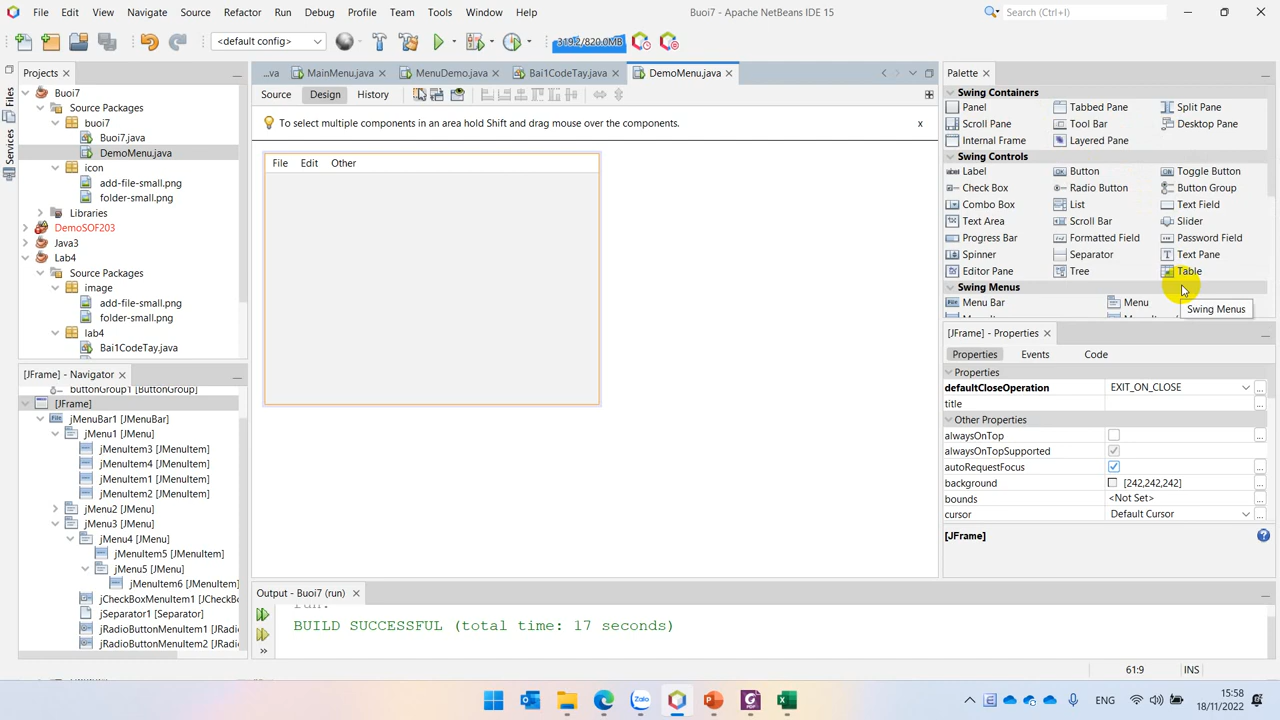 File Edit View Navigate Source Refactor Run Debug Profile Team Tools Window Help
Buoi7 - Apache NetBeans IDE 15
Search (Ctrl+I)
<default config>
319.2/820.0MB
Projects
Buoi7
Source Packages
buoi7
Buoi7.java
DemoMenu.java
icon
add-file-small.png
folder-small.png
Libraries
DemoSOF203
Java3
Lab4
Source Packages
image
add-file-small.png
folder-small.png
lab4
Bai1CodeTay.java
Files
Services
[JFrame] - Navigator
buttonGroup1 [ButtonGroup]
[JFrame]
jMenuBar1 [JMenuBar]
jMenu1 [JMenu]
jMenuItem3 [JMenuItem]
jMenuItem4 [JMenuItem]
jMenuItem1 [JMenuItem]
jMenuItem2 [JMenuItem]
jMenu2 [JMenu]
jMenu3 [JMenu]
jMenu4 [JMenu]
jMenuItem5 [JMenuItem]
jMenu5 [JMenu]
jMenuItem6 [JMenuItem]
jCheckBoxMenuItem1 [JCheckBc
jSeparator1 [Separator]
jRadioButtonMenuItem1 [JRadio
jRadioButtonMenuItem2 [JRadio
...va MainMenu.java MenuDemo.java Bai1CodeTay.java DemoMenu.java
Source Design History
To select multiple components in an area hold Shift and drag mouse over the components. x
File Edit Other
Output - Buoi7 (run)
run:
BUILD SUCCESSFUL (total time: 17 seconds)
Palette
Swing Containers
Panel Tabbed Pane Split Pane
Scroll Pane Tool Bar Desktop Pane
Internal Frame Layered Pane
Swing Controls
Label Button Toggle Button
Check Box Radio Button Button Group
Combo Box List Text Field
Text Area Scroll Bar Slider
Progress Bar Formatted Field Password Field
Spinner Separator Text Pane
Editor Pane Tree Table
Swing Menus
Menu Bar Menu
Swing Menus
[JFrame] - Properties
Properties Events Code
Properties
defaultCloseOperation EXIT_ON_CLOSE
title
Other Properties
alwaysOnTop
alwaysOnTopSupported
autoRequestFocus
background [242,242,242]
bounds <Not Set>
cursor Default Cursor
[JFrame]
61:9 INS
Zalo
ENG
15:58
18/11/2022